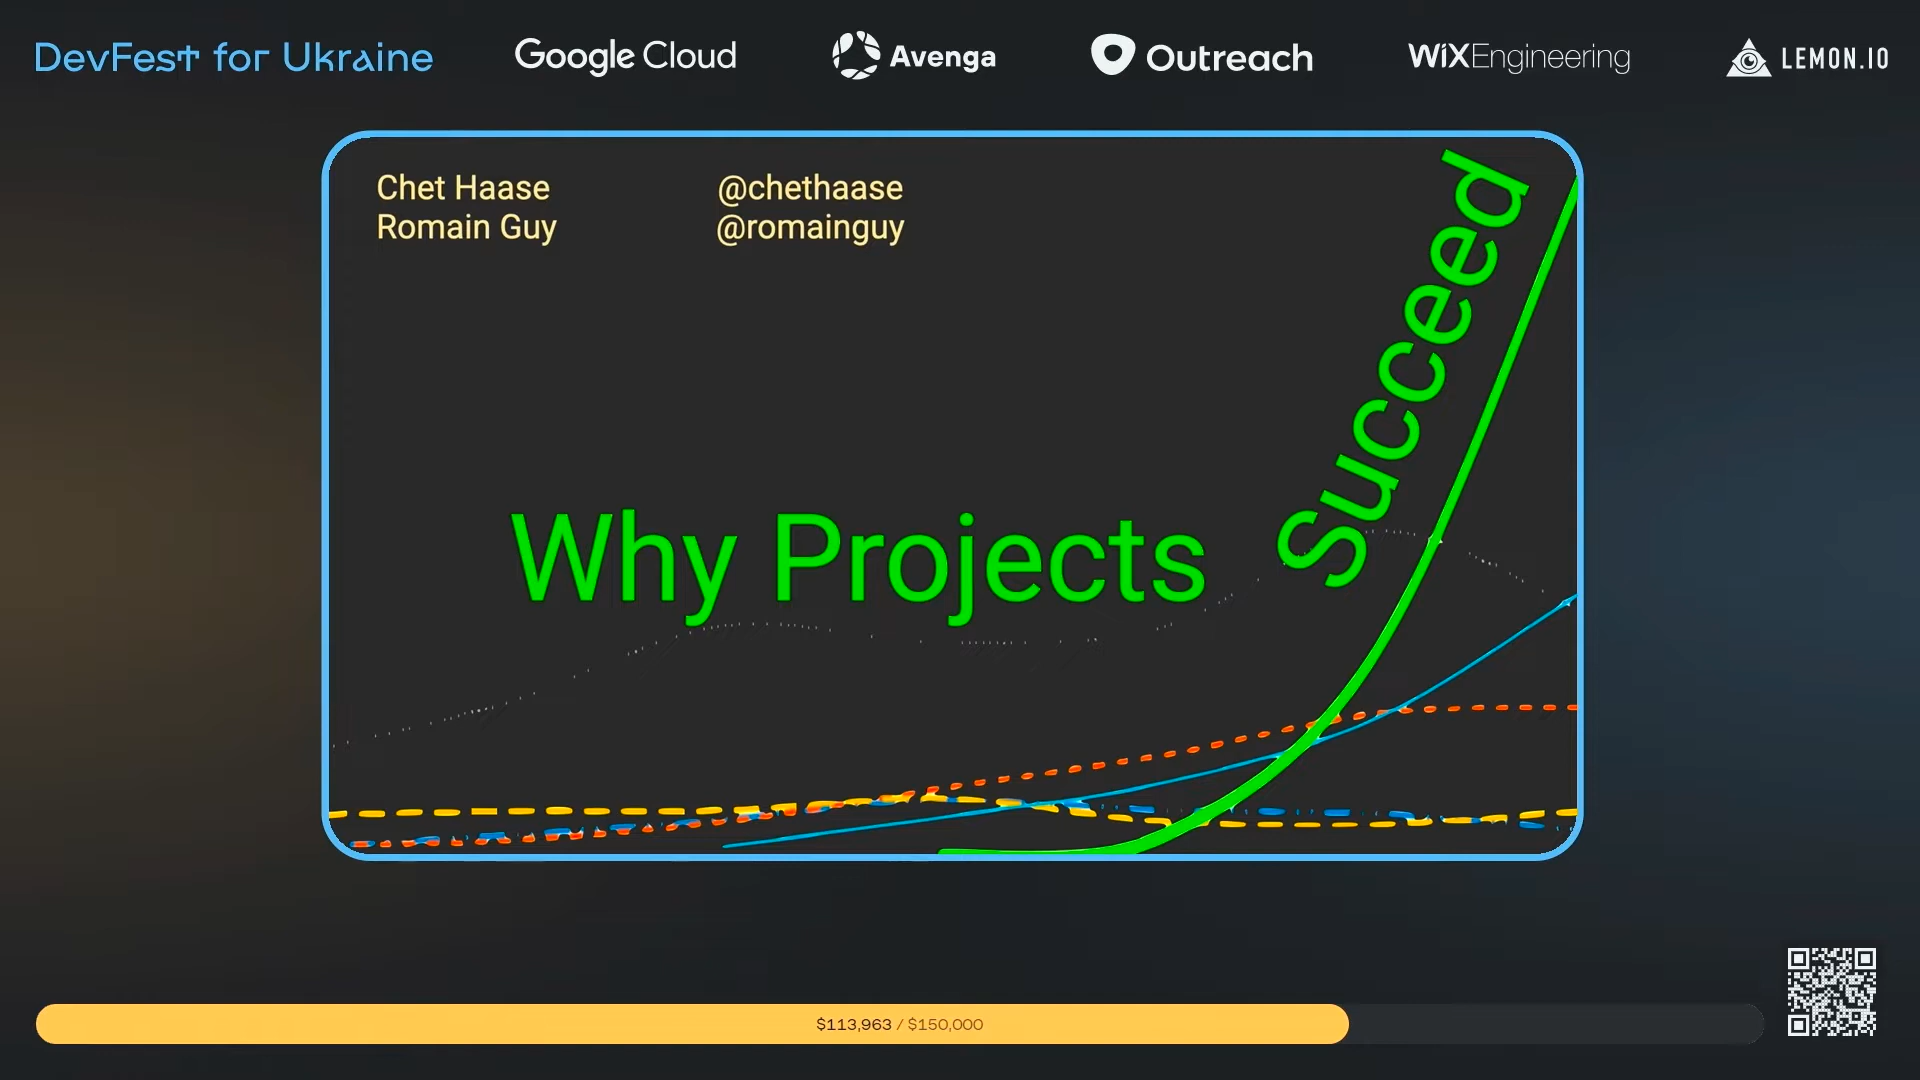 DevFest for Ukraine
Google Cloud
Avenga
Outreach
WiXEngineering
LEMON.IO
Chet Haase @chethaase
Romain Guy @romainguy
Why Projects Succeed
$113,963 / $150,000